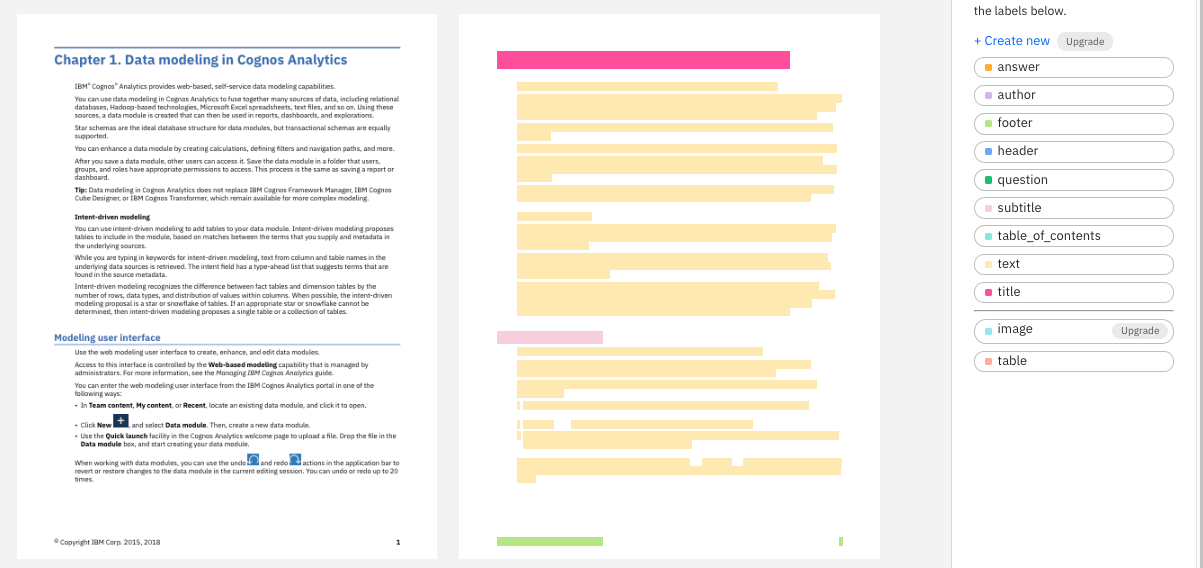 Chapter 1. Data modeling in Cognos Analytics
IBM® Cognos® Analytics provides web-based, self-service data modeling capabilities.
You can use data modeling in Cognos Analytics to fuse together many sources of data, including relational
databases, Hadoop-based technologies, Microsoft Excel spreadsheets, text files, and so on. Using these
sources, a data module is created that can then be used in reports, dashboards, and explorations.
Star schemas are the ideal database structure for data modules, but transactional schemas are equally
supported.
You can enhance a data module by creating calculations, defining filters and navigation paths, and more.
After you save a data module, other users can access it. Save the data module in a folder that users,
groups, and roles have appropriate permissions to access. This process is the same as saving a report or
dashboard.
Tip: Data modeling in Cognos Analytics does not replace IBM Cognos Framework Manager, IBM Cognos
Cube Designer, or IBM Cognos Transformer, which remain available for more complex modeling.
Intent-driven modeling
You can use intent-driven modeling to add tables to your data module. Intent-driven modeling proposes
tables to include in the module, based on matches between the terms that you supply and metadata in
the underlying sources.
While you are typing in keywords for intent-driven modeling, text from column and table names in the
underlying data sources is retrieved. The intent field has a type-ahead list that suggests terms that are
found in the source metadata.
Intent-driven modeling recognizes the difference between fact tables and dimension tables by the
number of rows, data types, and distribution of values within columns. When possible, the intent-driven
modeling proposal is a star or snowflake of tables. If an appropriate star or snowflake cannot be
determined, then intent-driven modeling proposes a single table or a collection of tables.
Modeling user interface
Use the web modeling user interface to create, enhance, and edit data modules.
Access to this interface is controlled by the Web-based modeling capability that is managed by
administrators. For more information, see the Managing IBM Cognos Analytics guide.
You can enter the web modeling user interface from the IBM Cognos Analytics portal in one of the
following ways:
• In Team content, My content, or Recent, locate an existing data module, and click it to open.
• Click New , and select Data module. Then, create a new data module.
• Use the Quick launch facility in the Cognos Analytics welcome page to upload a file. Drop the file in the
Data module box, and start creating your data module.
When working with data modules, you can use the undo and redo actions in the application bar to
revert or restore changes to the data module in the current editing session. You can undo or redo up to 20
times.
© Copyright IBM Corp. 2015, 2018 1
the labels below.
+ Create new Upgrade
answer
author
footer
header
question
subtitle
table_of_contents
text
title
image Upgrade
table